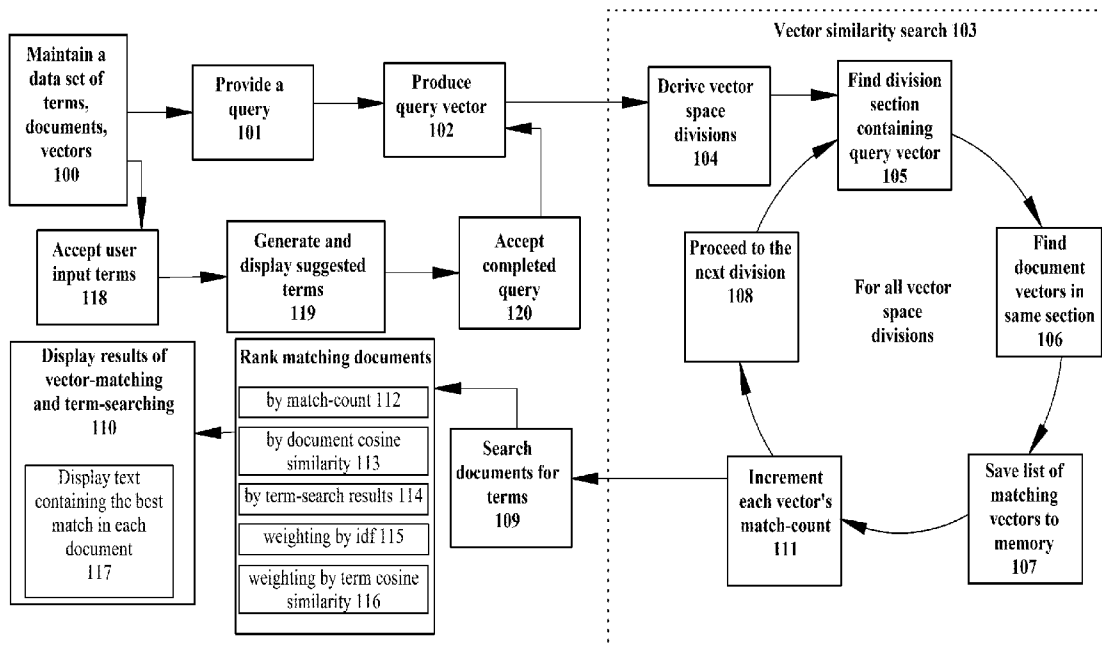 Vector similarity search 103
Maintain a
data set of
terms,
documents,
vectors
100
Provide a
query
101
Produce
query vector
102
Derive vector
space
divisions
104
Find division
section
containing
query vector
105
Accept user
input terms
118
Generate and
display suggested
terms
119
Accept
completed
query
120
Proceed to the
next division
108
For all vector
space
divisions
Find
document
vectors in
same section
106
Display results of
vector-matching
and term-searching
110
Display text
containing the best
match in each
document
117
Rank matching documents
by match-count 112
by document cosine
similarity 113
by term-search results 114
weighting by idf 115
weighting by term cosine
similarity 116
Search
documents for
terms
109
Increment
each vector's
match-count
111
Save list of
matching
vectors to
memory
107